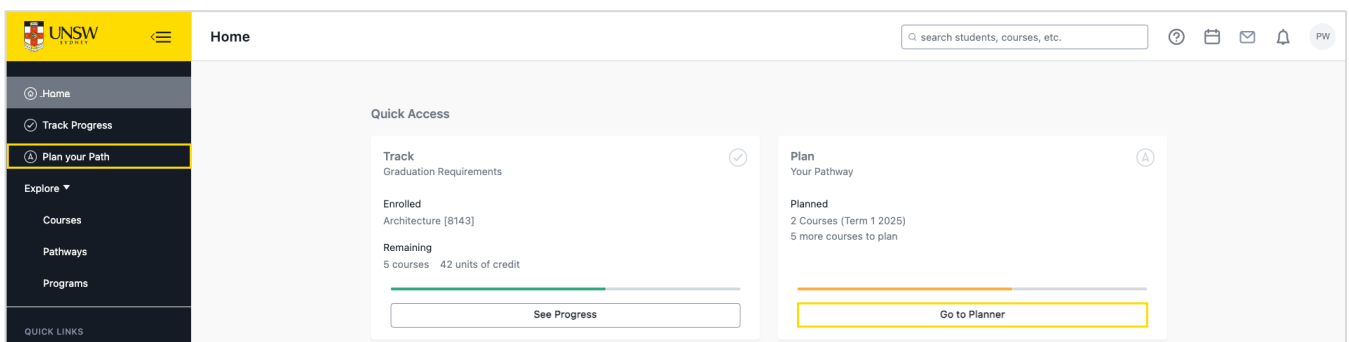 UNSW
SYDNEY
Home
search students, courses, etc.
PW
Home
Track Progress
Plan your Path
Explore
Courses
Pathways
Programs
QUICK LINKS
Quick Access
Track
Graduation Requirements
Enrolled
Architecture [8143]
Remaining
5 courses 42 units of credit
See Progress
Plan
Your Pathway
Planned
2 Courses (Term 1 2025)
5 more courses to plan
Go to Planner